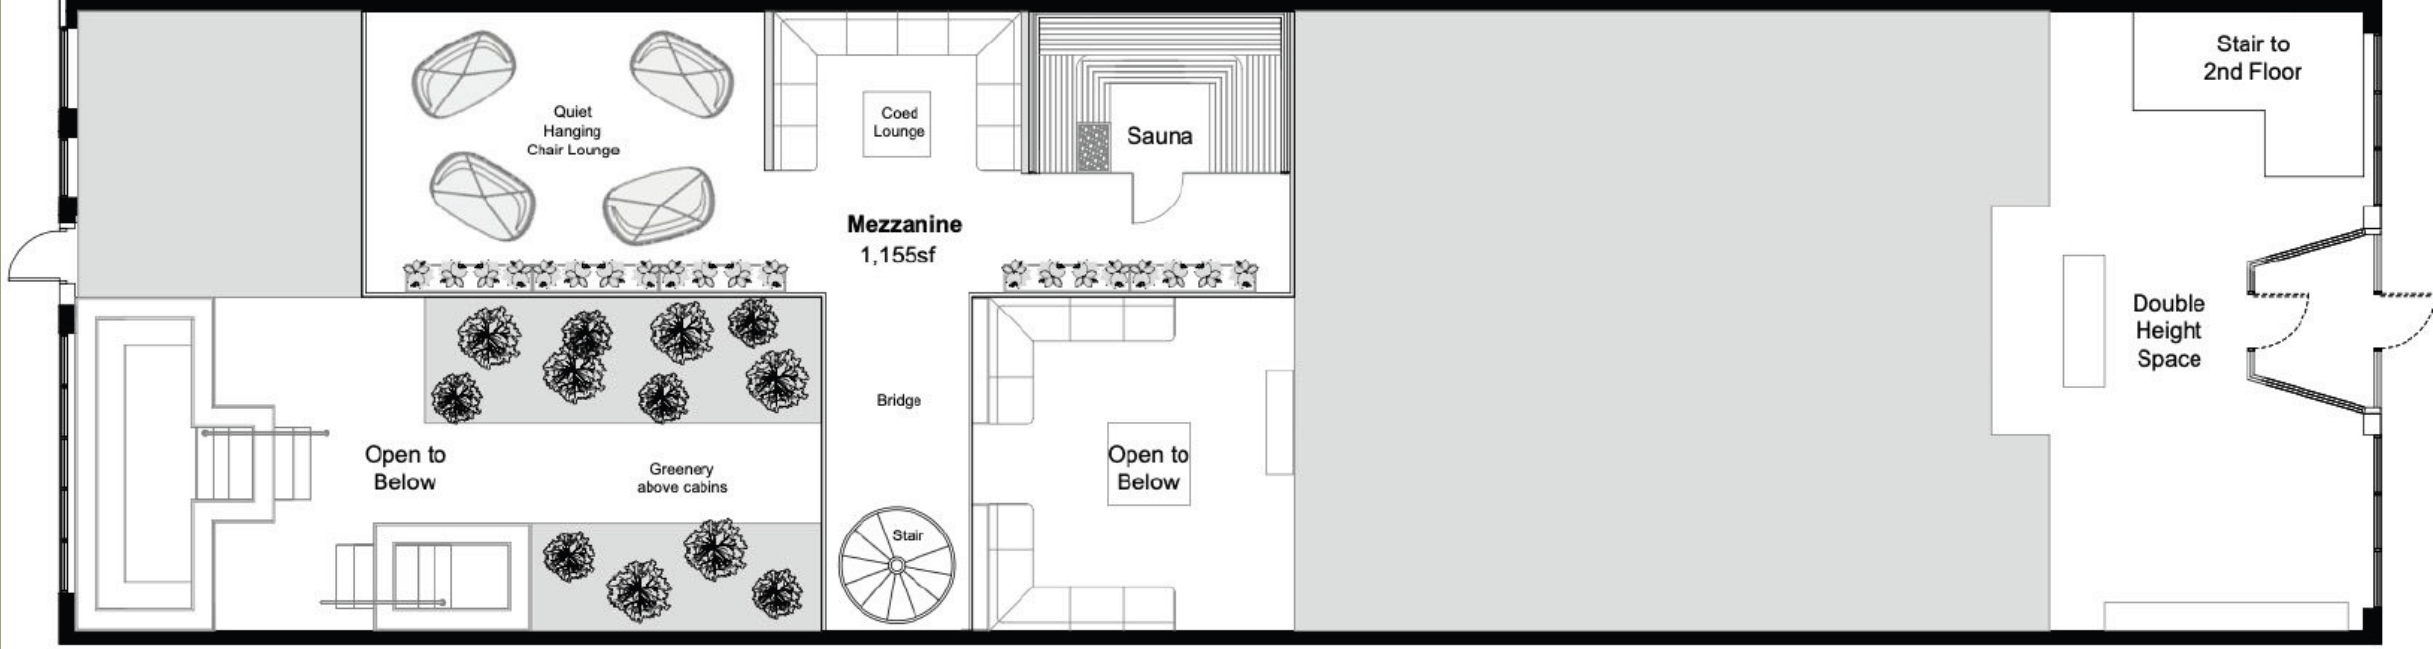 Stair to
2nd Floor
Quiet
Hanging
Chair Lounge
Coed
Lounge
Sauna
Mezzanine
1,155sf
Double
Height
Space
Bridge
Open to
Below
Greenery
above cabins
Open to
Below
Stair